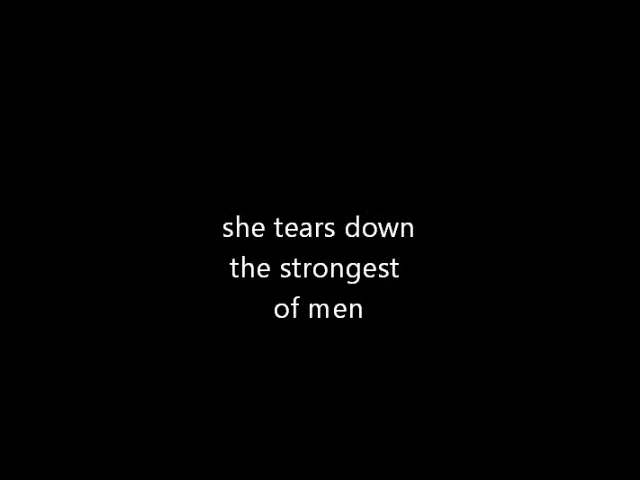 she tears down
the strongest
of men